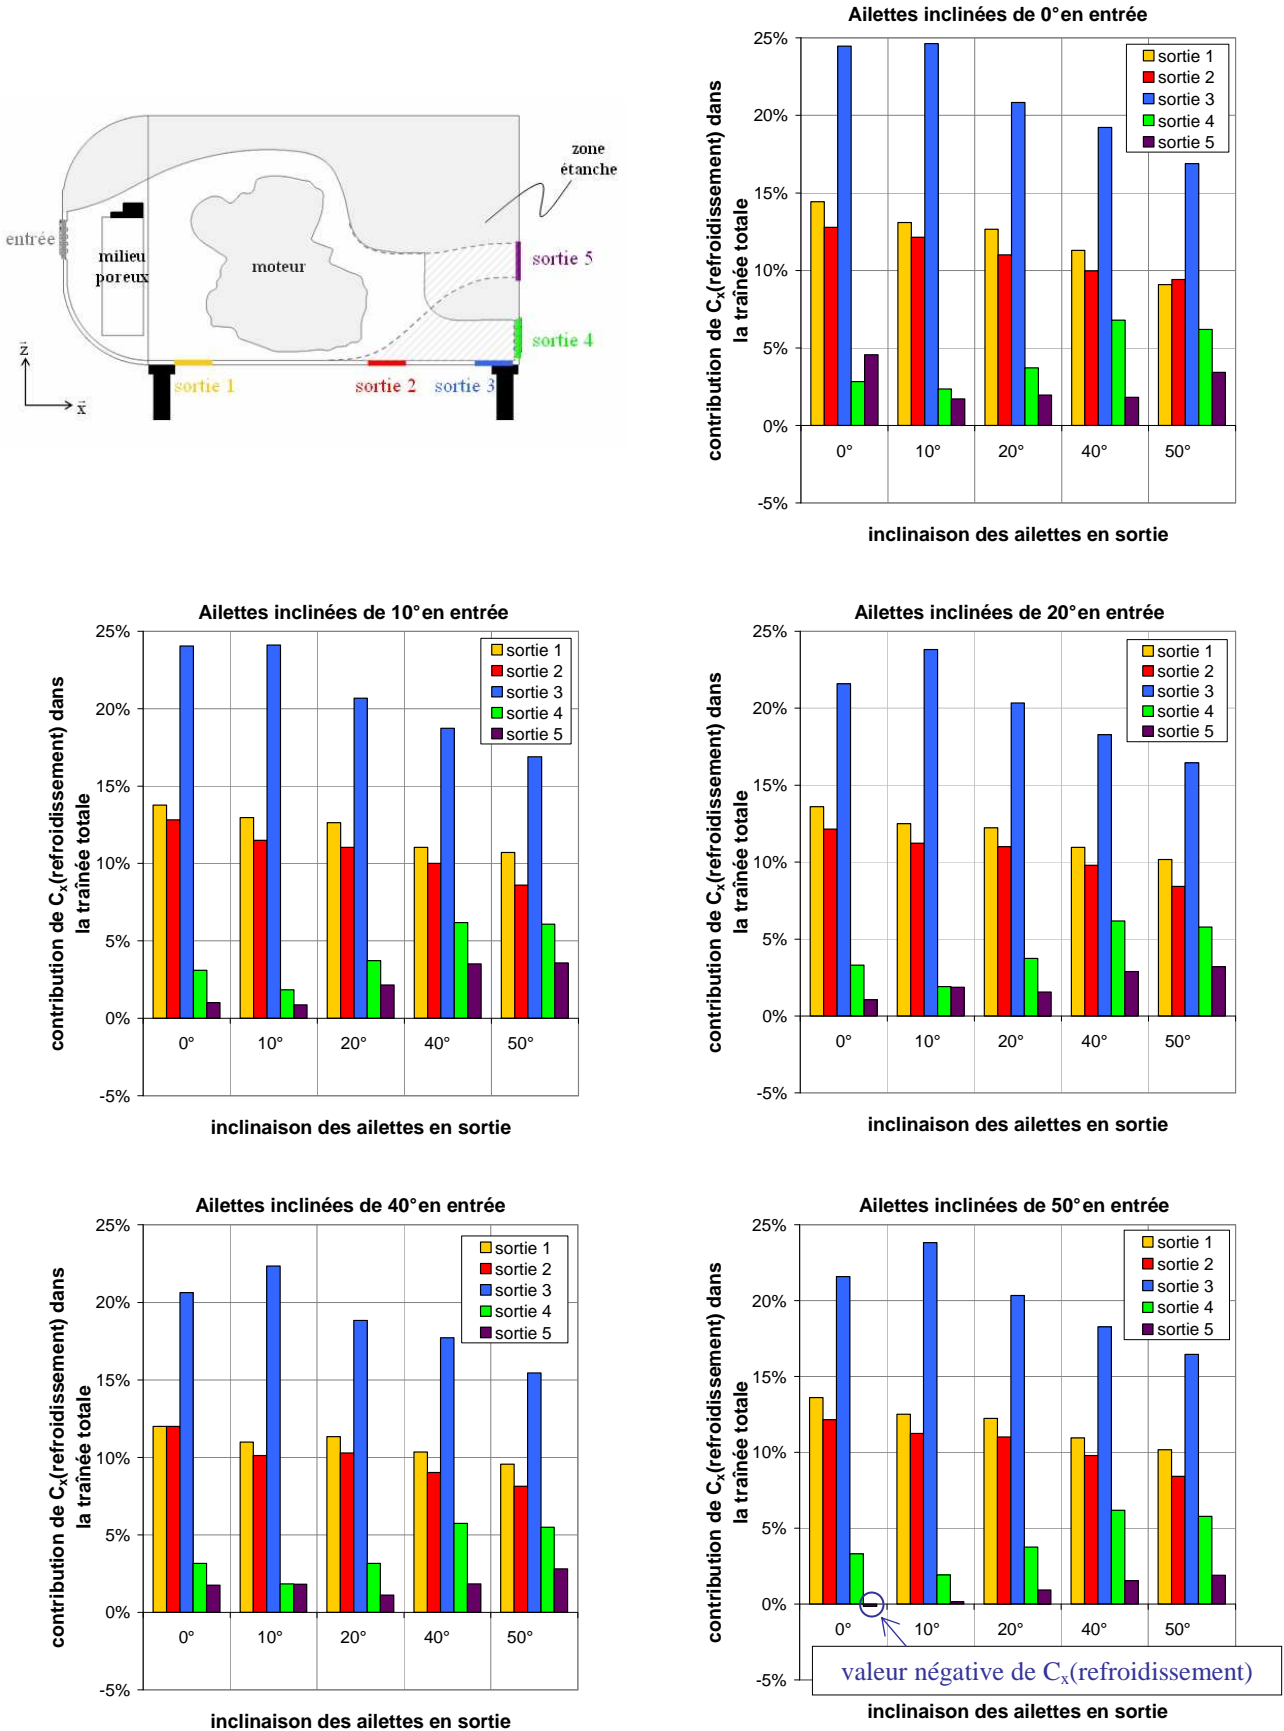 zone
étanche
entrée
milieu
poreux
moteur
sortie 5
sortie 4
z
x
sortie 1
sortie 2
sortie 3
Ailettes inclinées de 0° en entrée
contribution de Cx(refroidissement) dans
la traînée totale
25%
20%
15%
10%
5%
0%
-5%
sortie 1
sortie 2
sortie 3
sortie 4
sortie 5
0° 10° 20° 40° 50°
inclinaison des ailettes en sortie
Ailettes inclinées de 10° en entrée
contribution de Cx(refroidissement) dans
la traînée totale
25%
20%
15%
10%
5%
0%
-5%
sortie 1
sortie 2
sortie 3
sortie 4
sortie 5
0° 10° 20° 40° 50°
inclinaison des ailettes en sortie
Ailettes inclinées de 20° en entrée
contribution de Cx(refroidissement) dans
la traînée totale
25%
20%
15%
10%
5%
0%
-5%
sortie 1
sortie 2
sortie 3
sortie 4
sortie 5
0° 10° 20° 40° 50°
inclinaison des ailettes en sortie
Ailettes inclinées de 40° en entrée
contribution de Cx(refroidissement) dans
la traînée totale
25%
20%
15%
10%
5%
0%
-5%
sortie 1
sortie 2
sortie 3
sortie 4
sortie 5
0° 10° 20° 40° 50°
inclinaison des ailettes en sortie
Ailettes inclinées de 50° en entrée
contribution de Cx(refroidissement) dans
la traînée totale
25%
20%
15%
10%
5%
0%
-5%
sortie 1
sortie 2
sortie 3
sortie 4
sortie 5
0° 10° 20° 40° 50°
valeur négative de Cx(refroidissement)
inclinaison des ailettes en sortie